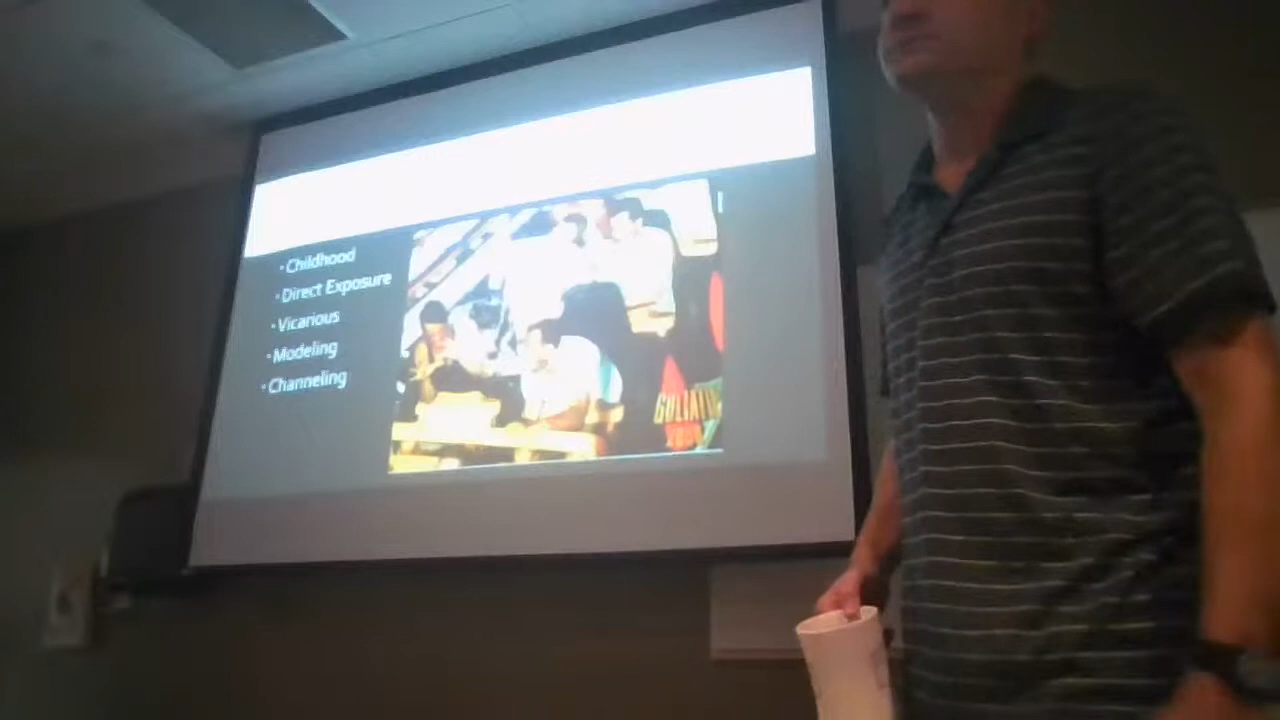 · Childhood
· Direct Exposure
· Vicarious
· Modeling
· Channeling
GOLIATH